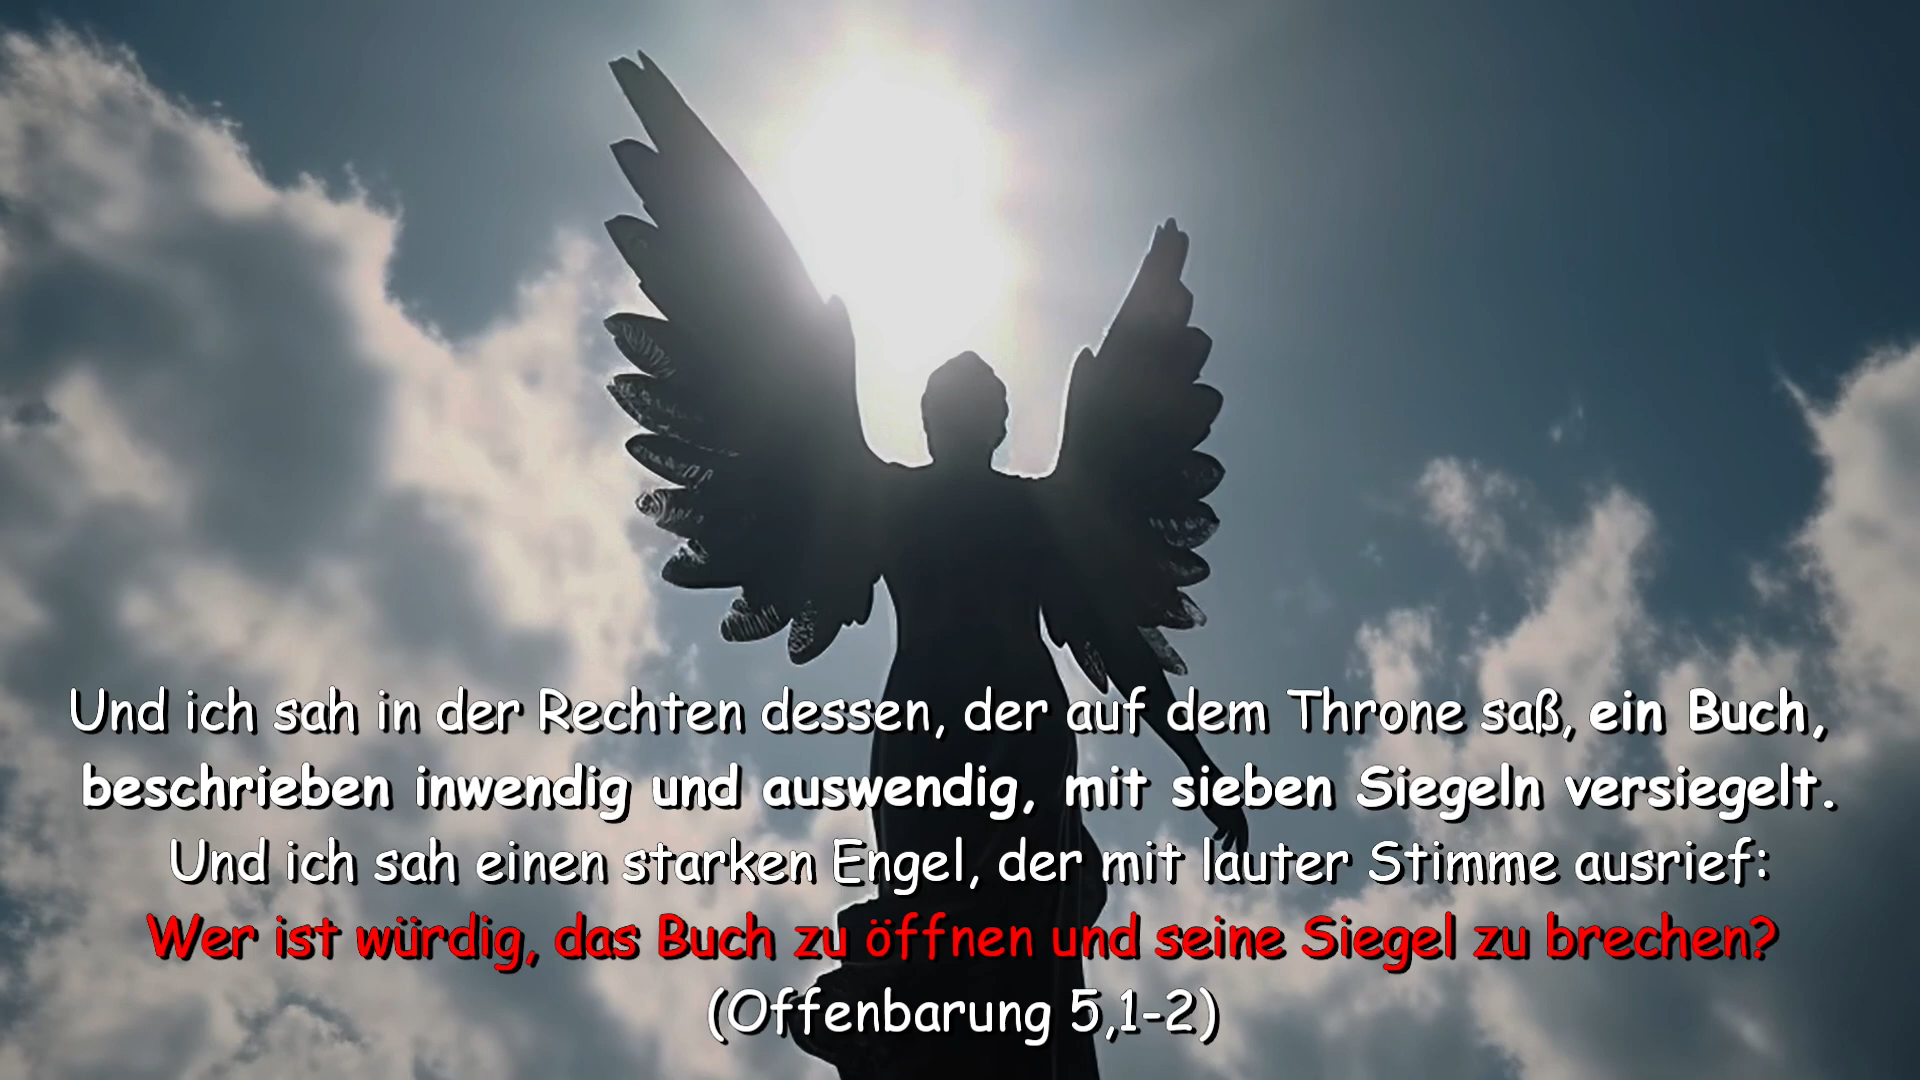 Und ich sah in der Rechten dessen, der auf dem Throne saß, ein Buch,
beschrieben inwendig und auswendig, mit sieben Siegeln versiegelt.
Und ich sah einen starken Engel, der mit lauter Stimme ausrief:
Wer ist würdig, das Buch zu öffnen und seine Siegel zu brechen?
(Offenbarung 5,1-2)